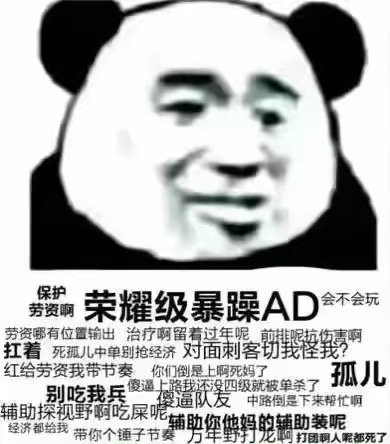 保护
劳资啊 荣耀级暴躁AD 会不会玩
劳资哪有位置输出 治疗啊留着过年呢 前排呢抗伤害啊
扛着 死孤儿中单别抢经济 对面刺客切我怪我?
红给劳资我带节奏 你们倒是上啊死妈了 孤儿
别吃我兵 傻逼上路我还没四级就被单杀了
傻逼队友 中路倒是下来帮忙啊
辅助探视野啊吃屎呢 辅助你他妈的辅助装呢
经济都给我 带你个锤子节奏 万年野打龙啊 打团萌人呢都死了